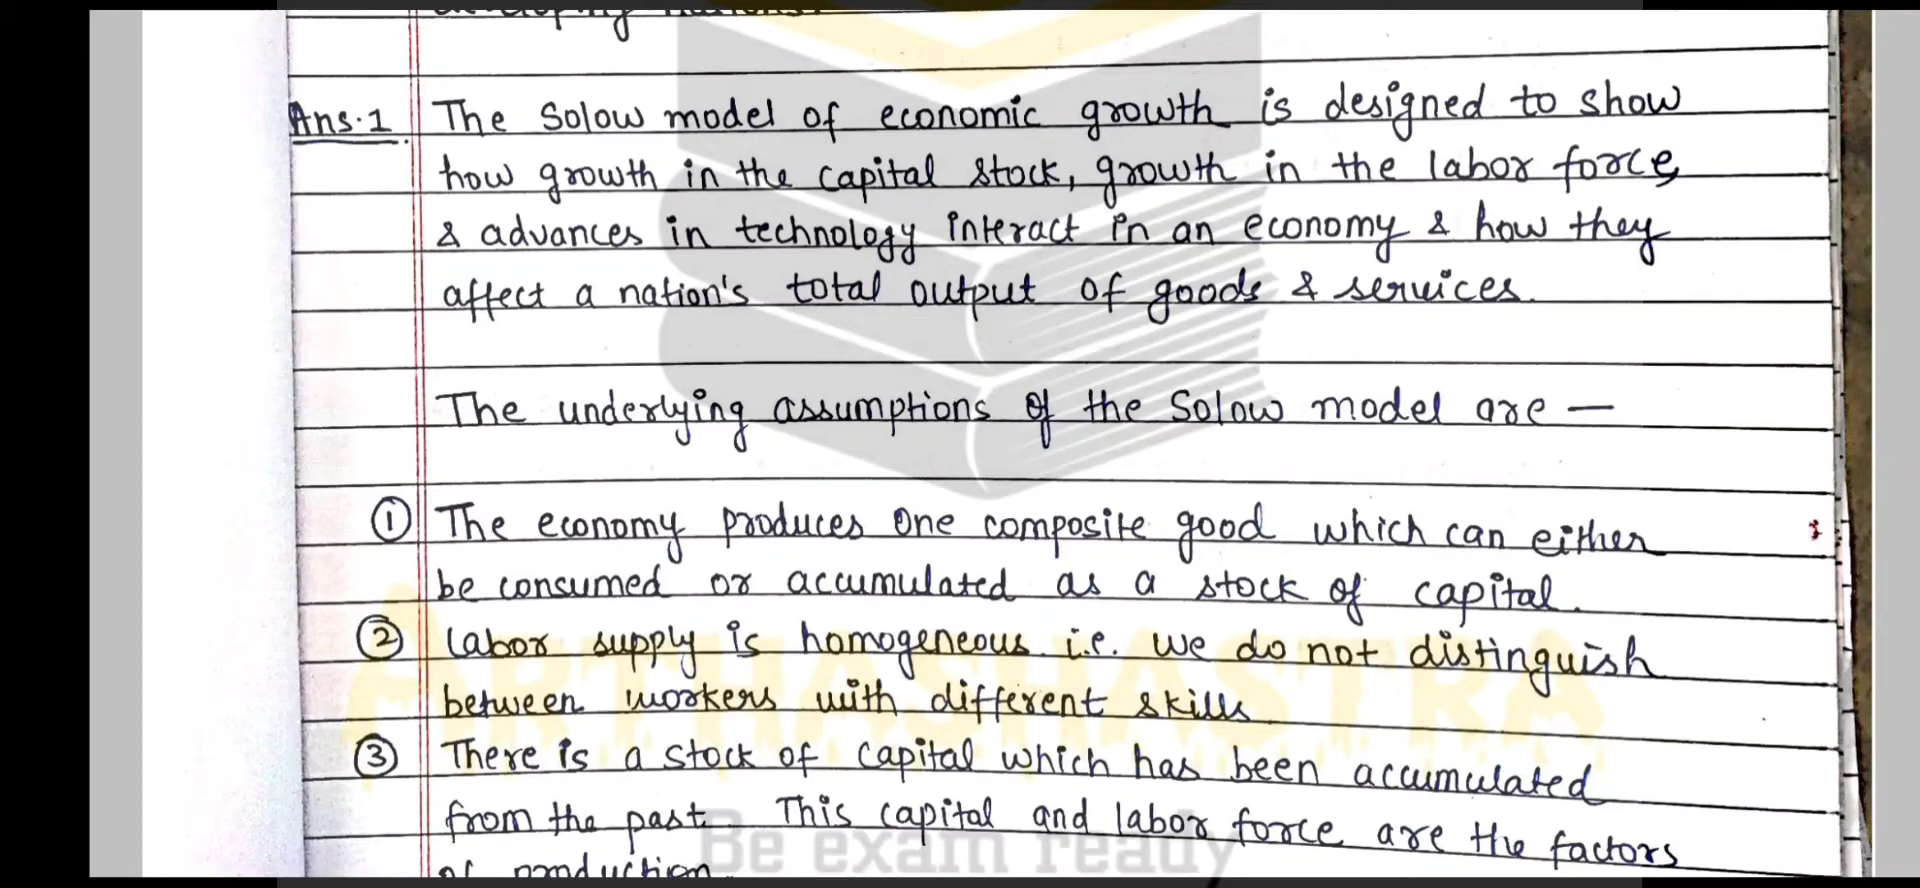 developing nations.
Ans.1 The Solow model of economic growth is designed to show
how growth in the capital stock, growth in the labor force,
& advances in technology interact in an economy & how they
affect a nation's total output of goods & services.
The underlying assumptions of the Solow model are —
① The economy produces one composite good which can either
be consumed or accumulated as a stock of capital.
② Labor supply is homogeneous i.e. we do not distinguish
between workers with different skills
③ There is a stock of capital which has been accumulated
from the past. This capital and labor force are the factors
of production.
ARTHASHASTRA
Be exam ready